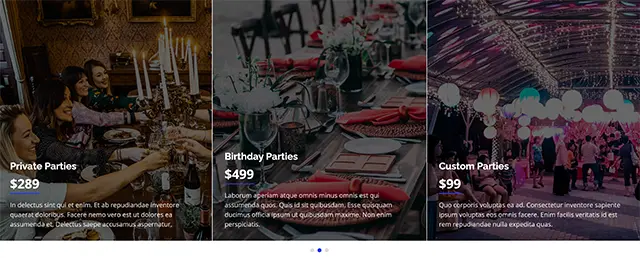 Private Parties
$289
In delectus sint qui et enim. Et ab repudiandae inventore
quaerat doloribus. Facere nemo vero est ut dolores ea
assumenda et. Delectus saepe accusamus aspernatur.
Birthday Parties
$499
Laborum aperiam atque omnis minus omnis est qui
assumenda quos. Quis id sit quibusdam. Esse quisquam
ducimus officia ipsum ut quibusdam maxime. Non enim
perspiciatis.
Custom Parties
$99
Quo corporis voluptas ea ad. Consectetur inventore sapiente
ipsum voluptas eos omnis facere. Enim facilis veritatis id est
rem repudiandae nulla expedita quas.